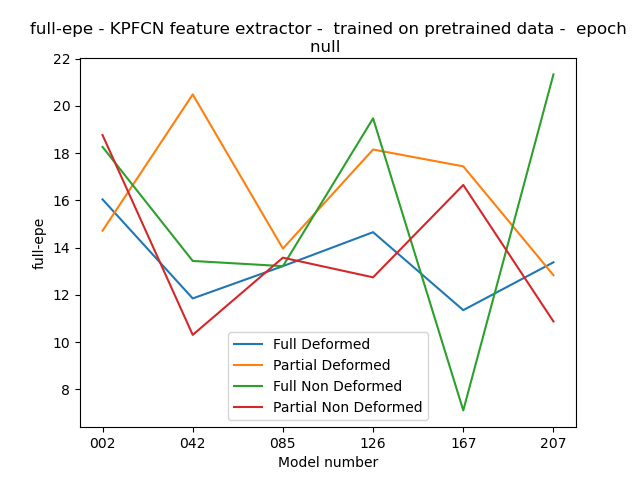 full-epe - KPFCN feature extractor -  trained on pretrained data -  epoch
null
22
20
18
16
14
12
10
8
full-epe
Full Deformed
Partial Deformed
Full Non Deformed
Partial Non Deformed
002 042 085 126 167 207
Model number